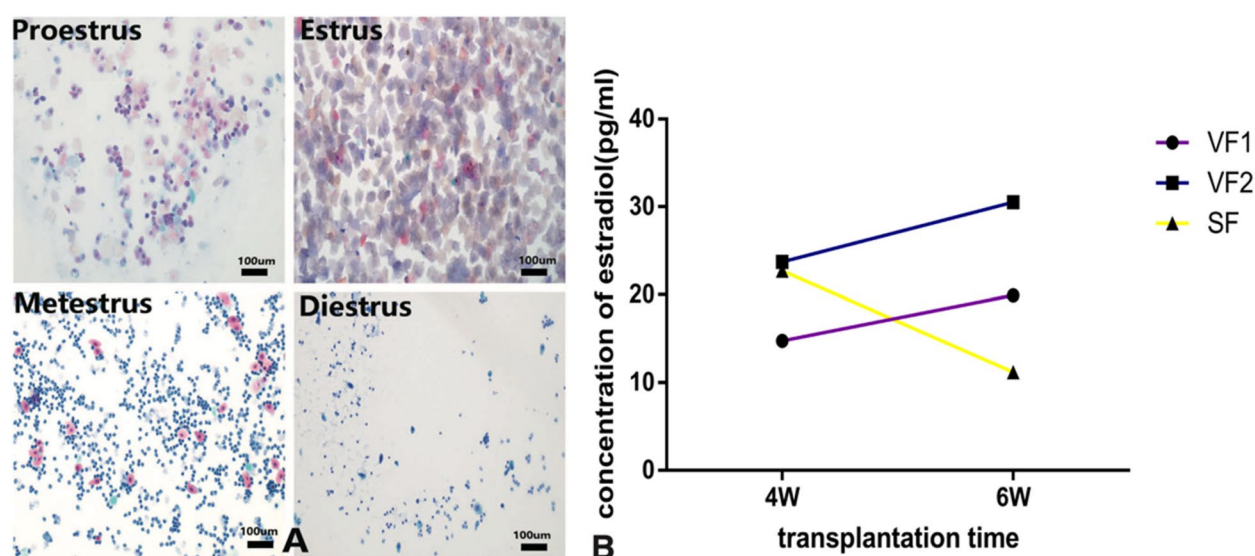 Proestrus
100um
Estrus
100um
Metestrus
100um
Diestrus
100um
A
concentration of estradiol(pg/ml)
40
30
20
10
0
4W
6W
transplantation time
VF1
VF2
SF
B